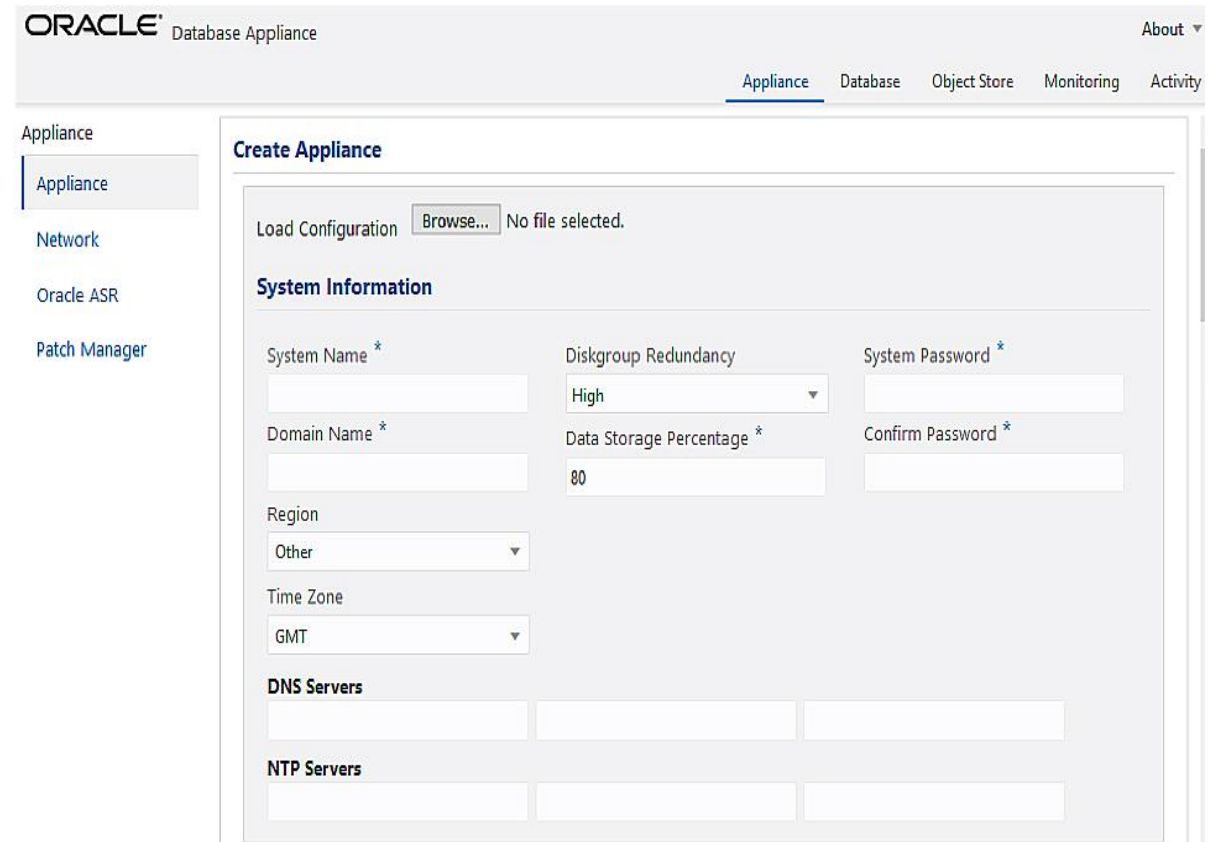 ORACLE' Database Appliance
About
Appliance Database Object Store Monitoring Activity
Appliance
Appliance
Network
Oracle ASR
Patch Manager
Create Appliance
Load Configuration Browse... No file selected.
System Information
System Name * Diskgroup Redundancy System Password *
High
Domain Name * Data Storage Percentage * Confirm Password *
80
Region
Other
Time Zone
GMT
DNS Servers
NTP Servers